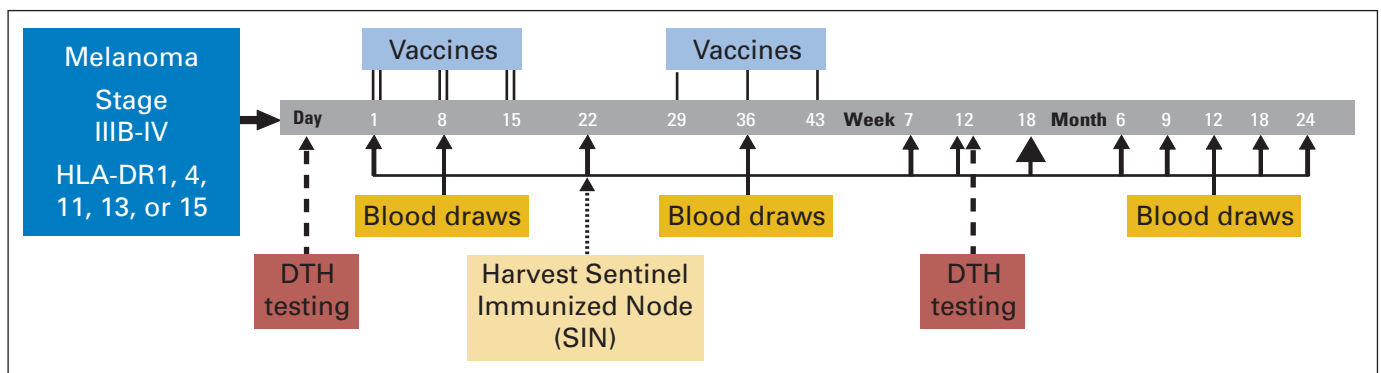 Melanoma
Stage
IIIB-IV
HLA-DR1, 4,
11, 13, or 15
Vaccines
Vaccines
Day 1 8 15 22 29 36 43 Week 7 12 18 Month 6 9 12 18 24
Blood draws
Blood draws
Blood draws
DTH
testing
Harvest Sentinel
Immunized Node
(SIN)
DTH
testing